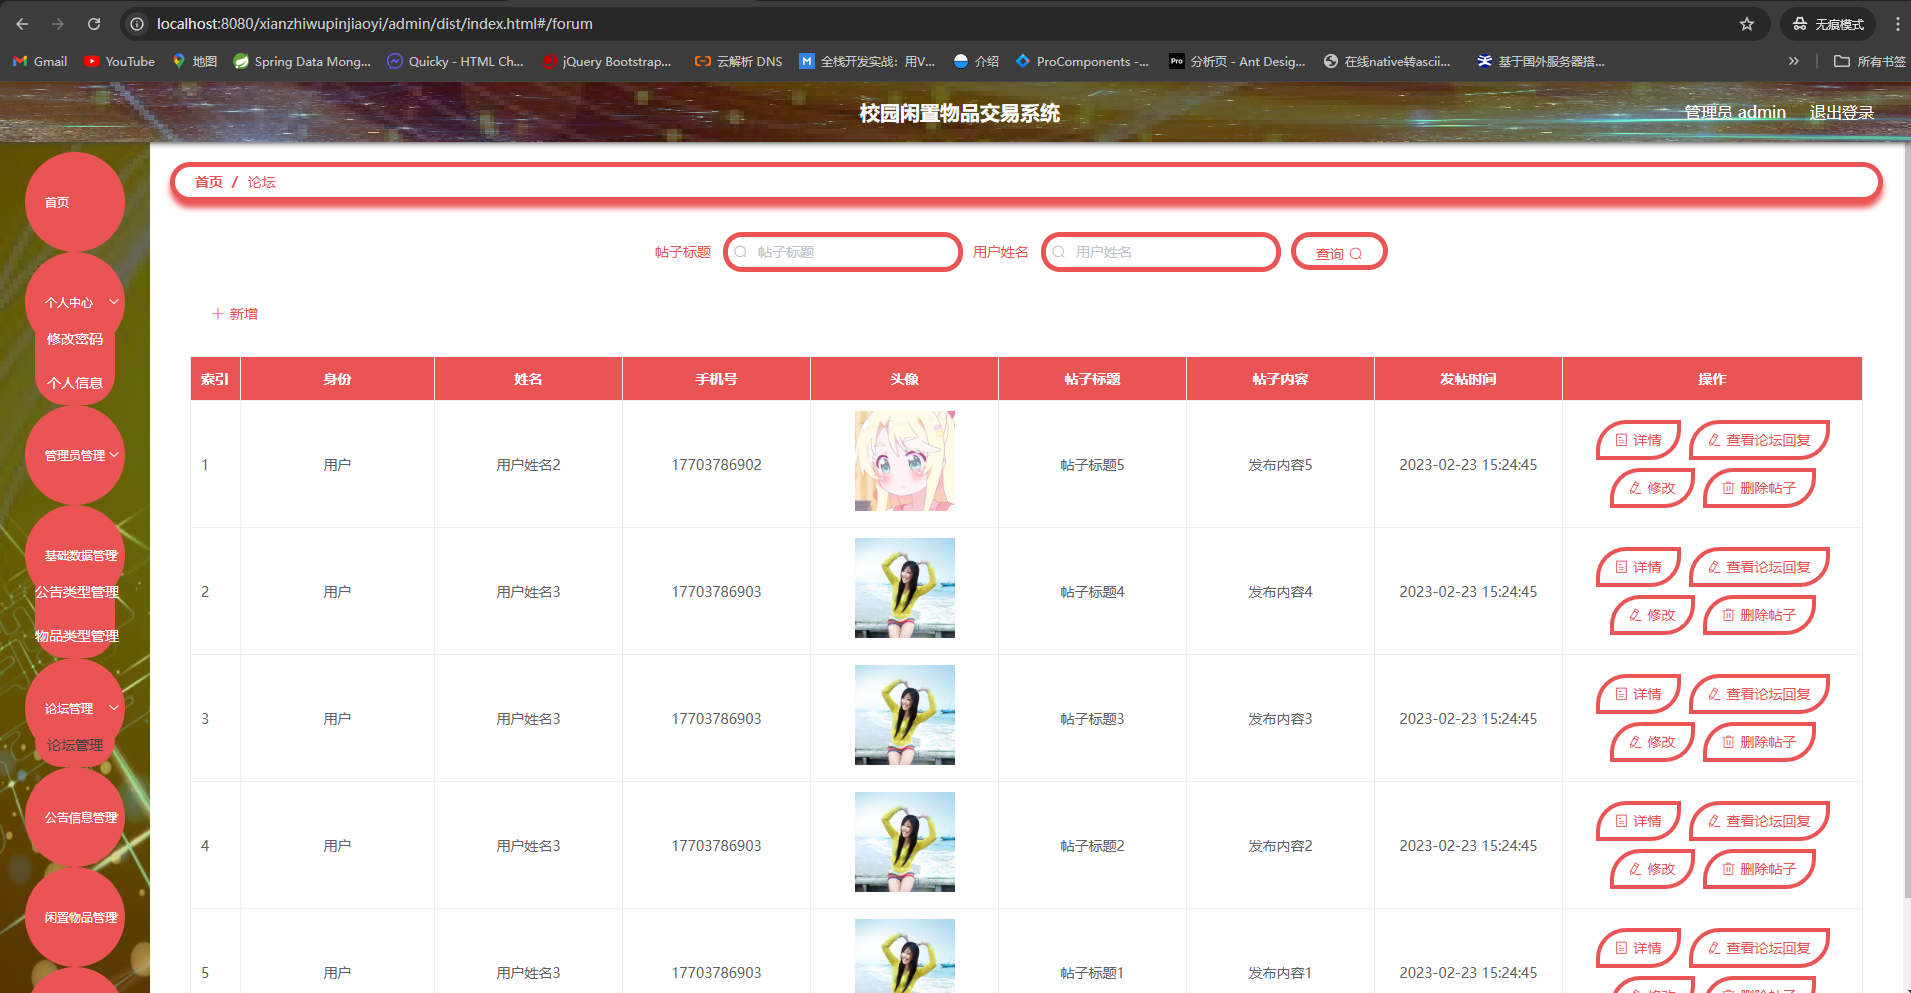 localhost:8080/xianzhiwupinjiaoyi/admin/dist/index.html#/forum
无痕模式
Gmail YouTube 地图 Spring Data Mong... Quicky - HTML Ch... jQuery Bootstrap... 云解析 DNS 全栈开发实战：用V... 介绍 ProComponents -... Pro 分析页 - Ant Desig... 在线native转ascii... 基于国外服务器搭... 所有书签
校园闲置物品交易系统
管理员 admin 退出登录
首页
个人中心
修改密码
个人信息
管理员管理
基础数据管理
公告类型管理
物品类型管理
论坛管理
论坛管理
公告信息管理
闲置物品管理
首页 / 论坛
帖子标题 帖子标题 用户姓名 用户姓名 查询
新增
索引 身份 姓名 手机号 头像 帖子标题 帖子内容 发帖时间 操作
1 用户 用户姓名2 17703786902 帖子标题5 发布内容5 2023-02-23 15:24:45 详情 查看论坛回复
修改 删除帖子
2 用户 用户姓名3 17703786903 帖子标题4 发布内容4 2023-02-23 15:24:45 详情 查看论坛回复
修改 删除帖子
3 用户 用户姓名3 17703786903 帖子标题3 发布内容3 2023-02-23 15:24:45 详情 查看论坛回复
修改 删除帖子
4 用户 用户姓名3 17703786903 帖子标题2 发布内容2 2023-02-23 15:24:45 详情 查看论坛回复
修改 删除帖子
5 用户 用户姓名3 17703786903 帖子标题1 发布内容1 2023-02-23 15:24:45 详情 查看论坛回复